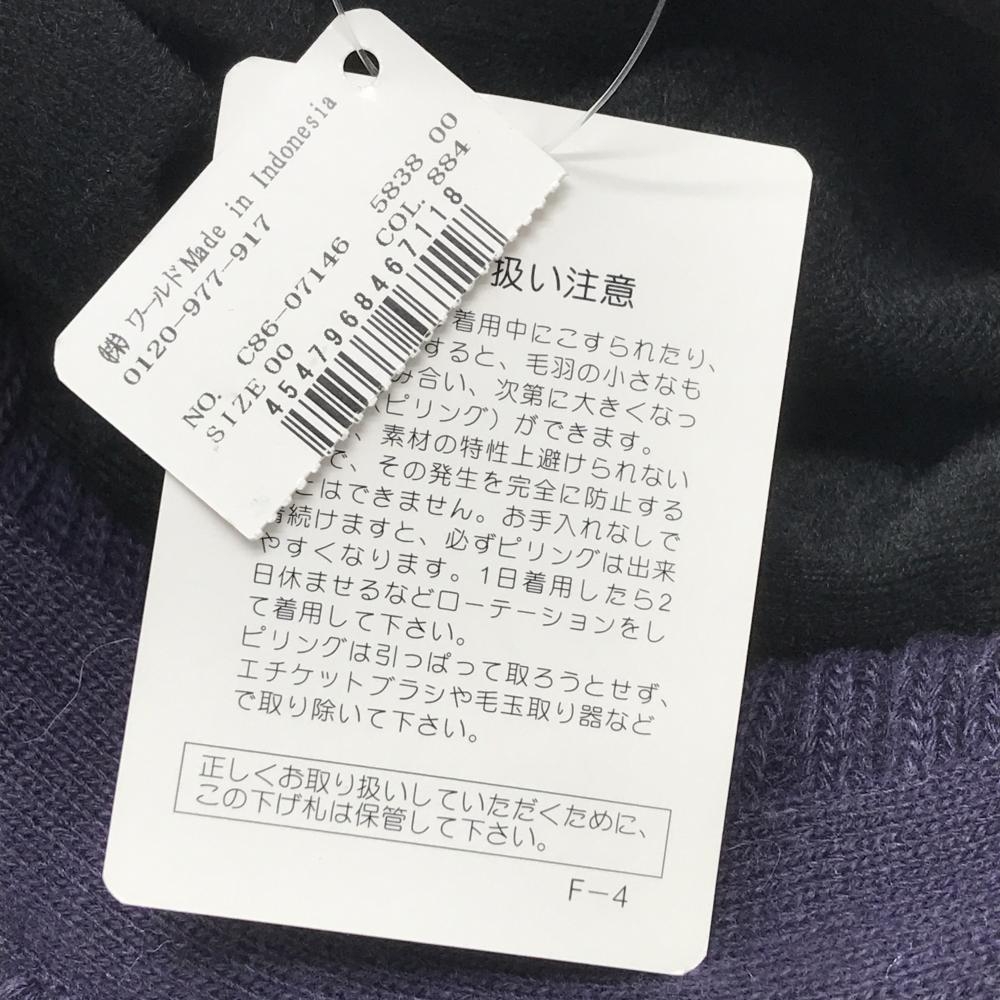 ㈱ ワールド Made in Indonesia
0120-977-917
5838 00
NO. C86-07146 COL. 884
SIZE 00
4547968467118
扱い注意
着用中にこすられたり、
すると、毛羽の小さなも
み合い、次第に大きくなっ
(ピリング)ができます。
、素材の特性上避けられない
で、その発生を完全に防止する
とはできません。お手入れなしで
着続けますと、必ずピリングは出来
やすくなります。1日着用したら2
日休ませるなどローテーションをし
て着用して下さい。
ピリングは引っぱって取ろうとせず、
エチケットブラシや毛玉取り器など
で取り除いて下さい。
正しくお取り扱いしていただくために、
この下げ札は保管して下さい。
F-4